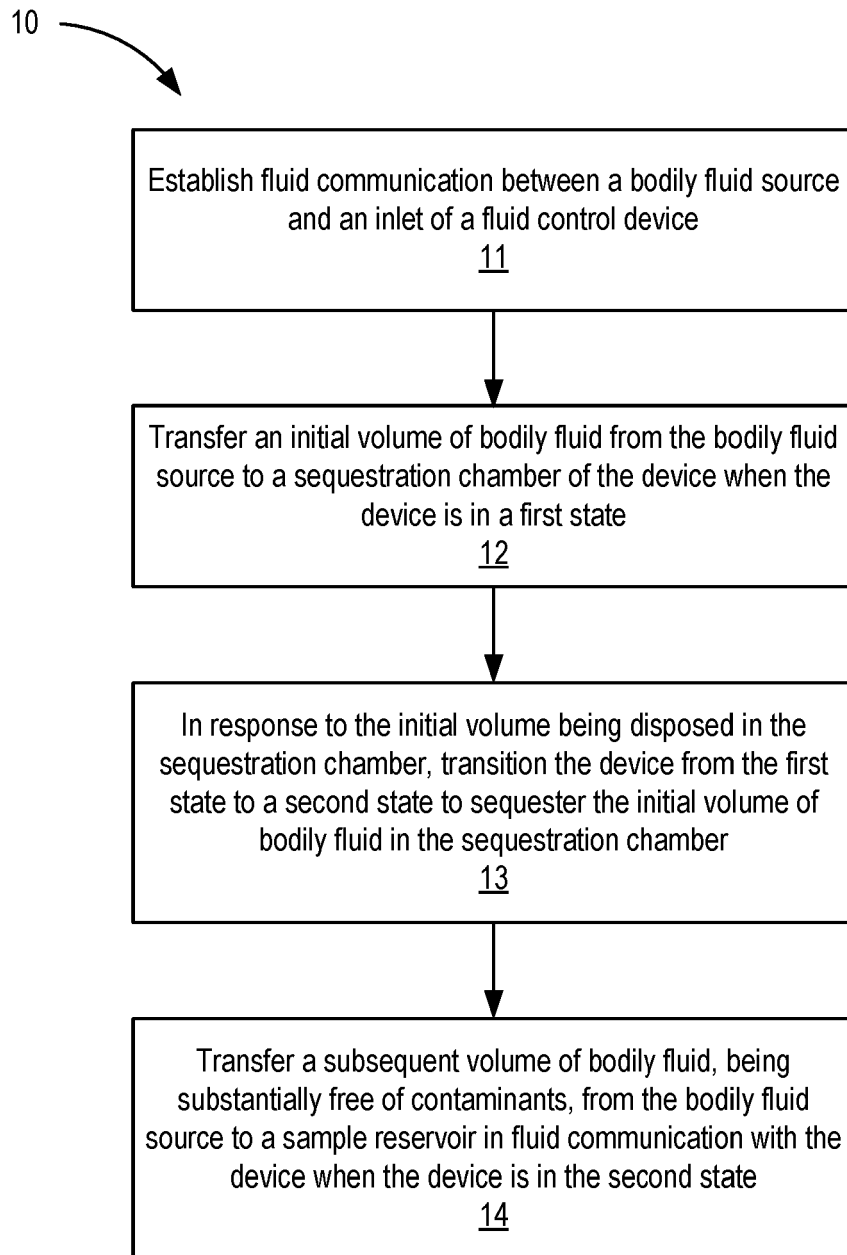 10
Establish fluid communication between a bodily fluid source
and an inlet of a fluid control device
11
Transfer an initial volume of bodily fluid from the bodily fluid
source to a sequestration chamber of the device when the
device is in a first state
12
In response to the initial volume being disposed in the
sequestration chamber, transition the device from the first
state to a second state to sequester the initial volume of
bodily fluid in the sequestration chamber
13
Transfer a subsequent volume of bodily fluid, being
substantially free of contaminants, from the bodily fluid
source to a sample reservoir in fluid communication with the
device when the device is in the second state
14